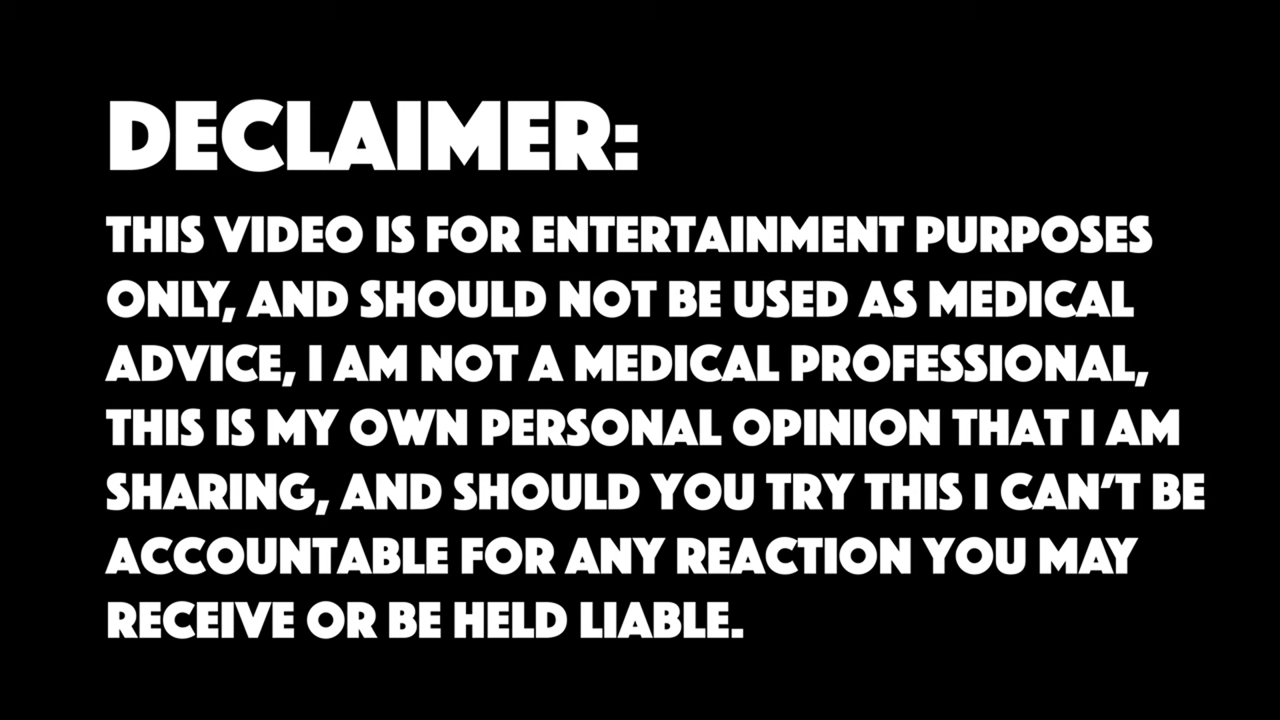 DECLAIMER:
THIS VIDEO IS FOR ENTERTAINMENT PURPOSES
ONLY, AND SHOULD NOT BE USED AS MEDICAL
ADVICE, I AM NOT A MEDICAL PROFESSIONAL,
THIS IS MY OWN PERSONAL OPINION THAT I AM
SHARING, AND SHOULD YOU TRY THIS I CAN'T BE
ACCOUNTABLE FOR ANY REACTION YOU MAY
RECEIVE OR BE HELD LIABLE.